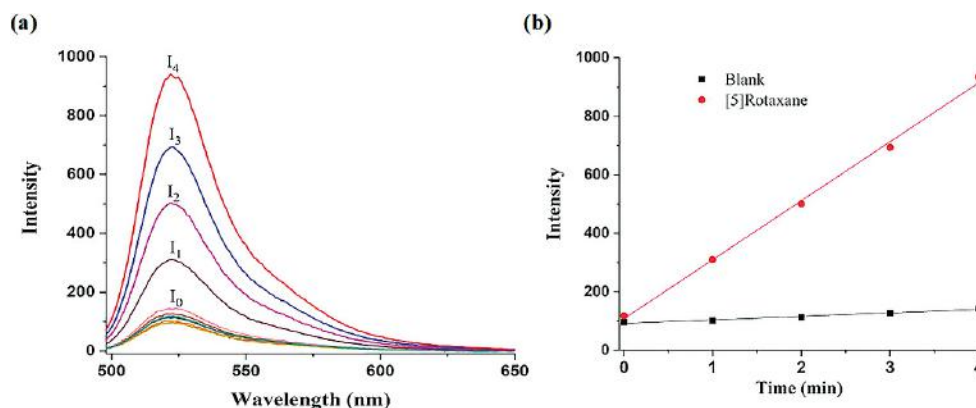 (a)
Intensity
1000
800
600
400
200
0
I4
I3
I2
I1
I0
500
550
600
650
Wavelength (nm)
(b)
Intensity
1000
800
600
400
200
0
Blank
[5]Rotaxane
0
1
2
3
4
Time (min)